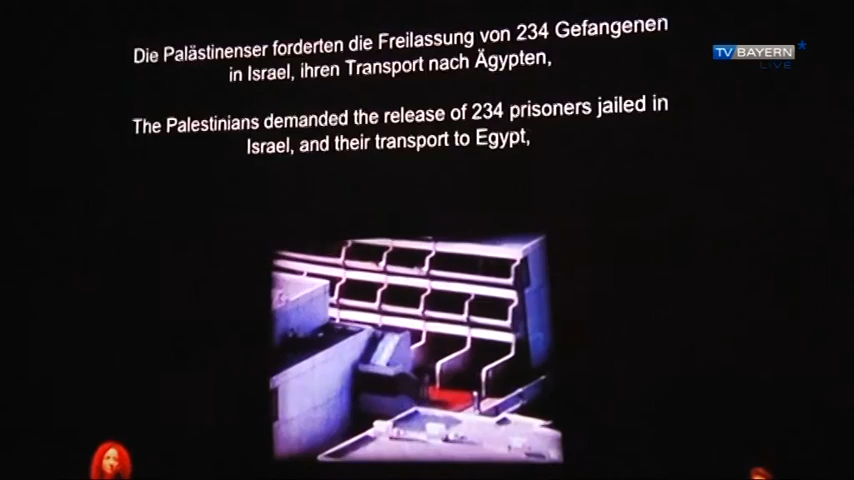 Die Palästinenser forderten die Freilassung von 234 Gefangenen
in Israel, ihren Transport nach Ägypten,
The Palestinians demanded the release of 234 prisoners jailed in
Israel, and their transport to Egypt,
TV BAYERN
LIVE